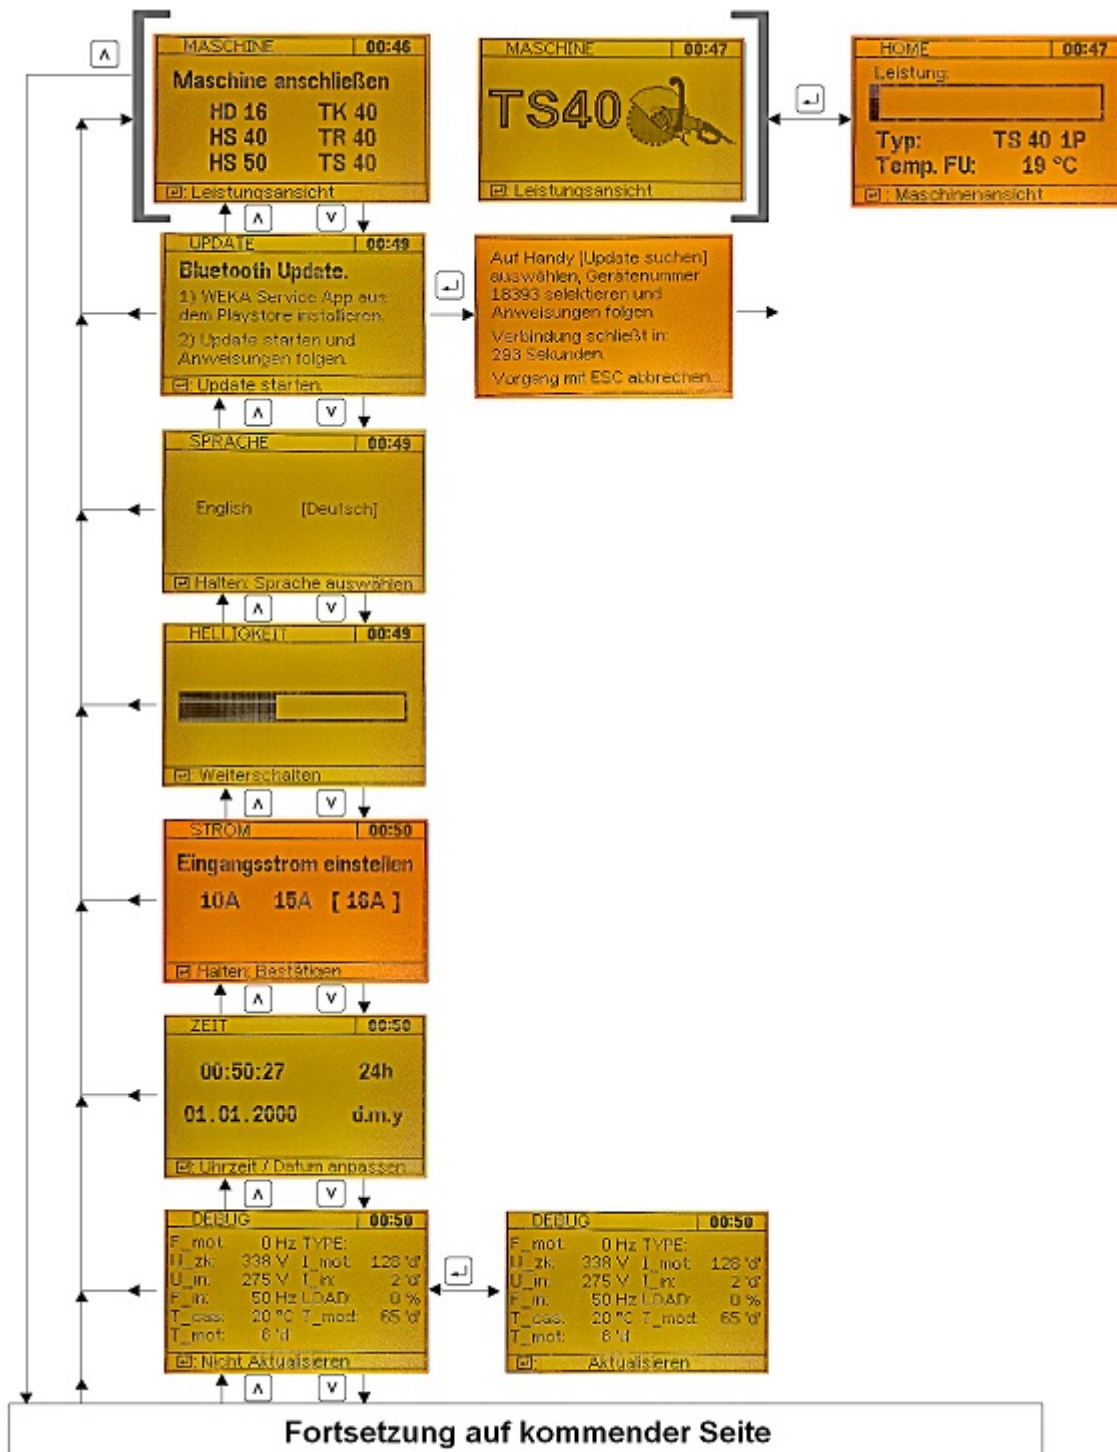 MASCHINE 00:46
Maschine anschließen
HD 16 TK 40
HS 40 TR 40
HS 50 TS 40
: Leistungsansicht
MASCHINE 00:47
TS40
: Leistungsansicht
HOME 00:47
Leistung:
Typ: TS 40 1P
Temp. FU: 19 °C
: Maschinenansicht
UPDATE 00:49
Bluetooth Update.
1) WEKA Service App aus
dem Playstore installieren.
2) Update starten und
Anweisungen folgen.
: Update starten.
Auf Handy [Update suchen]
auswählen, Gerätenummer
18393 selektieren und
Anweisungen folgen.
Verbindung schließt in:
293 Sekunden.
Vorgang mit ESC abbrechen.
SPRACHE 00:49
English [Deutsch]
Halten: Sprache auswählen
HELLIGKEIT 00:49
: Weiterschalten
STROM 00:50
Eingangsstrom einstellen
10A 15A [ 16A ]
Halten: Bestätigen
ZEIT 00:50
00:50:27 24h
01.01.2000 d.m.y
: Uhrzeit / Datum anpassen
DEBUG 00:50
F_mot: 0 Hz TYPE:
U_zk: 338 V I_mot: 128 'd'
U_in: 275 V I_in: 2 'd'
F_in: 50 Hz LOAD: 0 %
T_cas: 20 °C T_mod: 65 'd'
T_mot: 6 'd
: Nicht Aktualisieren
DEBUG 00:50
F_mot: 0 Hz TYPE:
U_zk: 338 V I_mot: 128 'd'
U_in: 275 V I_in: 2 'd'
F_in: 50 Hz LOAD: 0 %
T_cas: 20 °C T_mod: 65 'd'
T_mot: 6 'd
: Aktualisieren
Fortsetzung auf kommender Seite